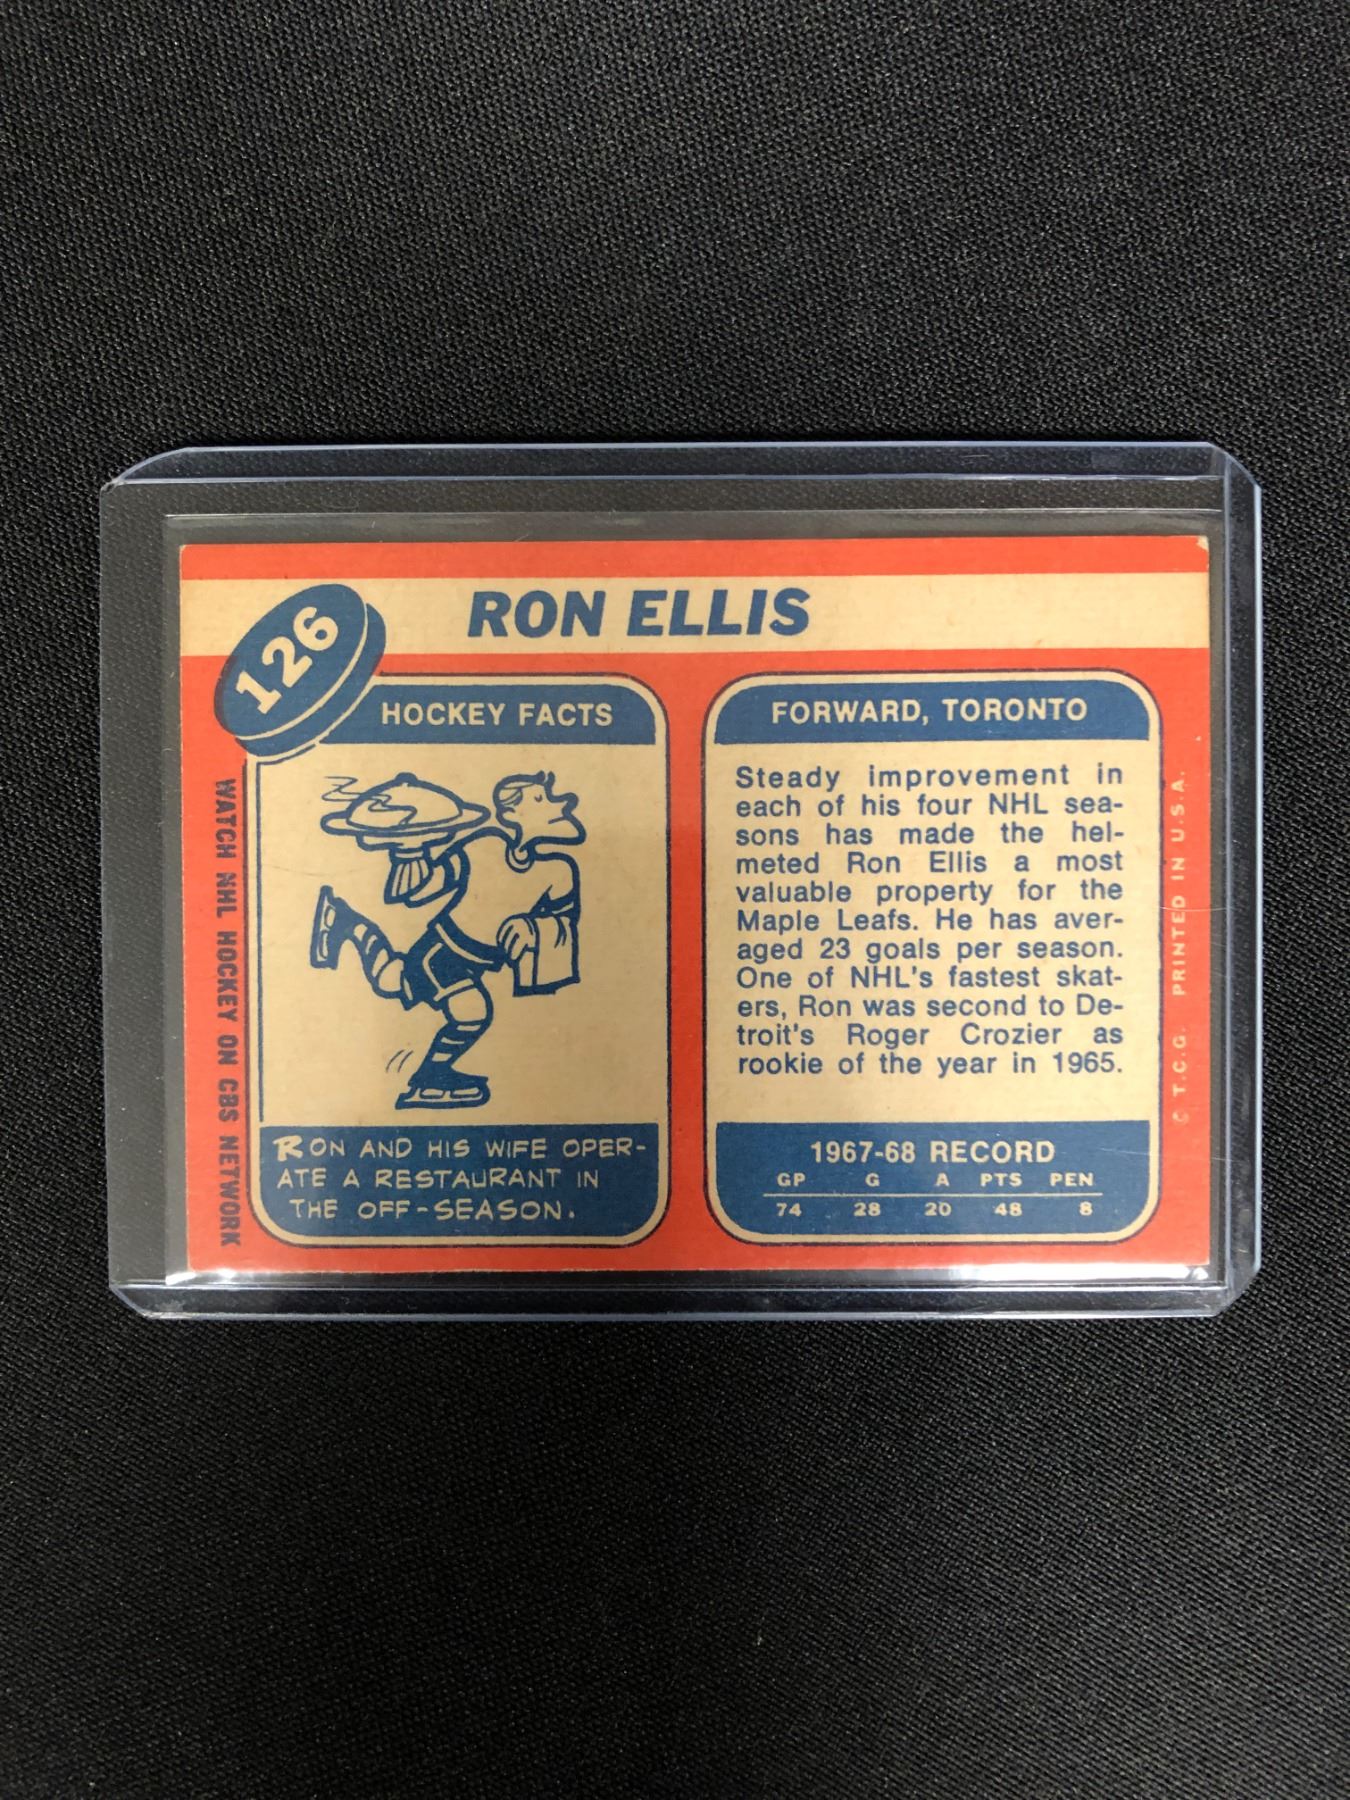 126
RON ELLIS
HOCKEY FACTS
RON AND HIS WIFE OPER-
ATE A RESTAURANT IN
THE OFF-SEASON.
WATCH NHL HOCKEY ON CBS NETWORK
FORWARD, TORONTO
Steady improvement in
each of his four NHL sea-
sons has made the hel-
meted Ron Ellis a most
valuable property for the
Maple Leafs. He has aver-
aged 23 goals per season.
One of NHL's fastest skat-
ers, Ron was second to De-
troit's Roger Crozier as
rookie of the year in 1965.
1967-68 RECORD
GP G A PTS PEN
74 28 20 48 8
© T.C.G. PRINTED IN U.S.A.